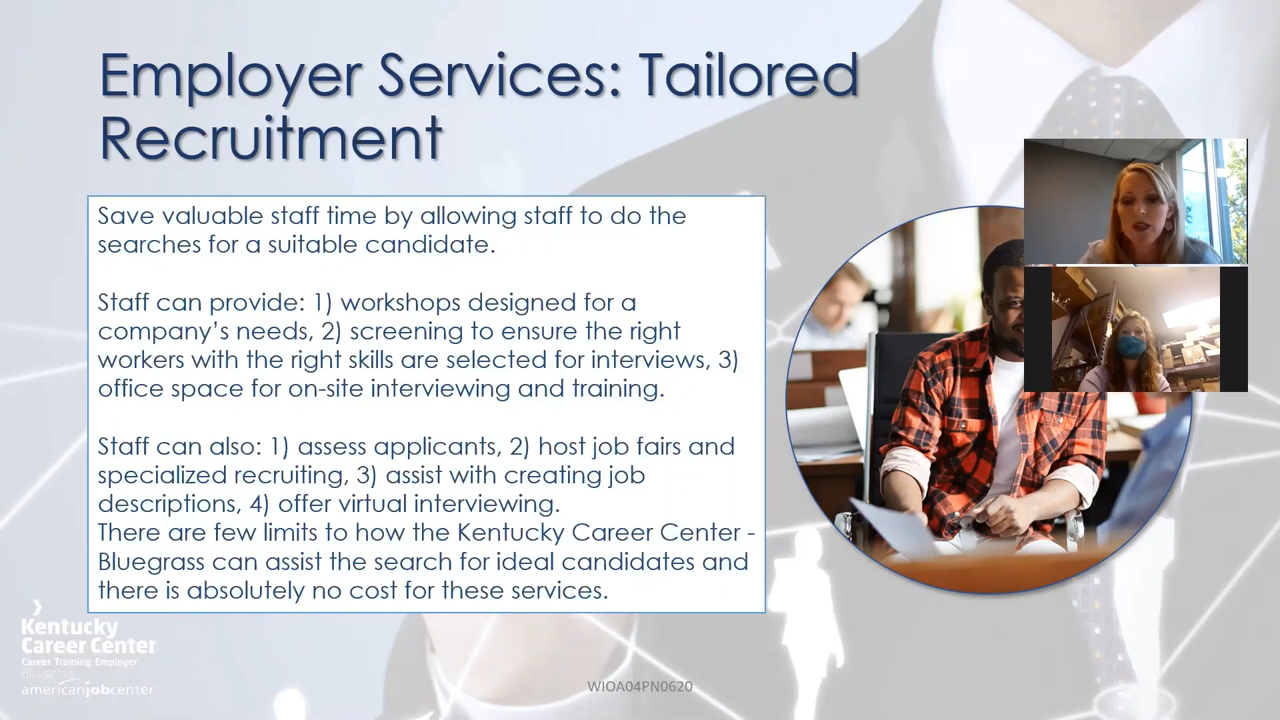 Employer Services: Tailored
Recruitment
Save valuable staff time by allowing staff to do the
searches for a suitable candidate.
Staff can provide: 1) workshops designed for a
company’s needs, 2) screening to ensure the right
workers with the right skills are selected for interviews, 3)
office space for on-site interviewing and training.
Staff can also: 1) assess applicants, 2) host job fairs and
specialized recruiting, 3) assist with creating job
descriptions, 4) offer virtual interviewing.
There are few limits to how the Kentucky Career Center -
Bluegrass can assist the search for ideal candidates and
there is absolutely no cost for these services.
Kentucky
Career Center
Career Training Employer
americanjobcenter
WIOA04PN0620